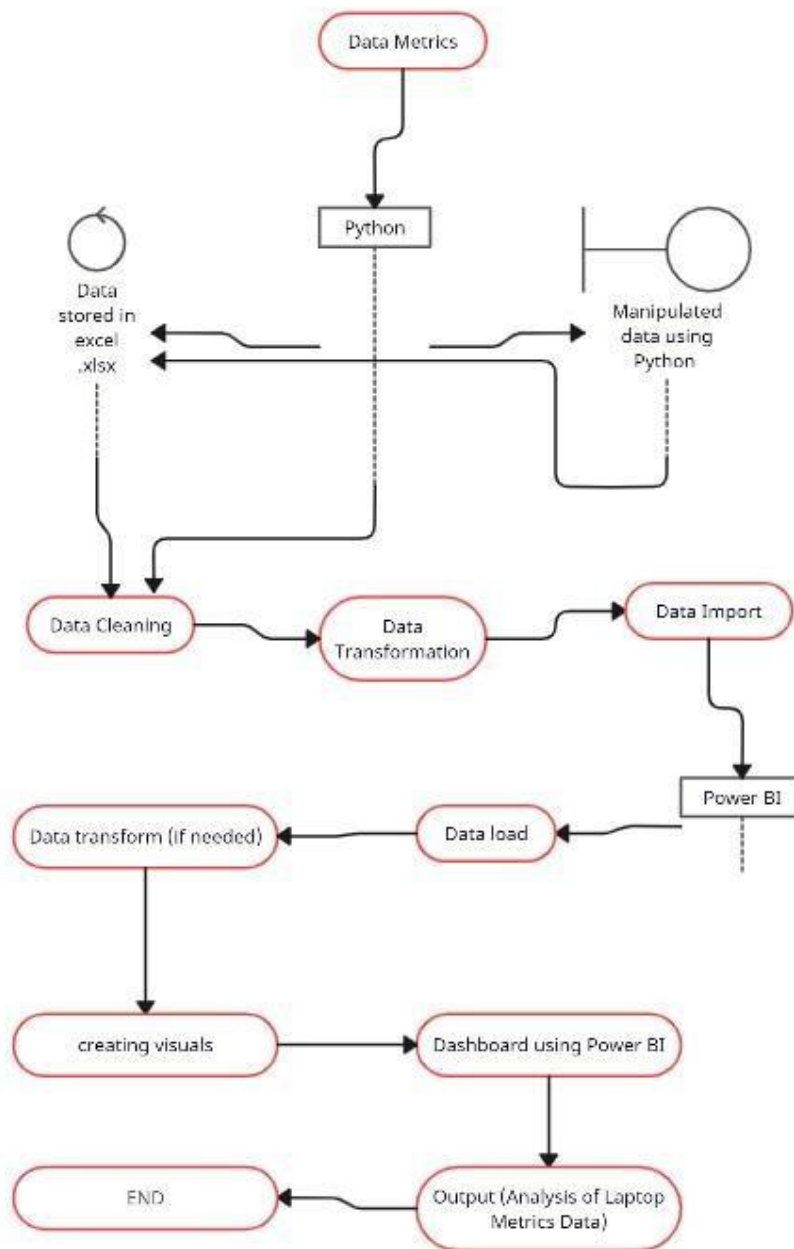 Data Metrics
Python
Data
stored in
excel
.xlsx
Manipulated
data using
Python
Data Cleaning
Data
Transformation
Data Import
Power BI
Data load
Data transform (if needed)
creating visuals
Dashboard using Power BI
Output (Analysis of Laptop
Metrics Data)
END